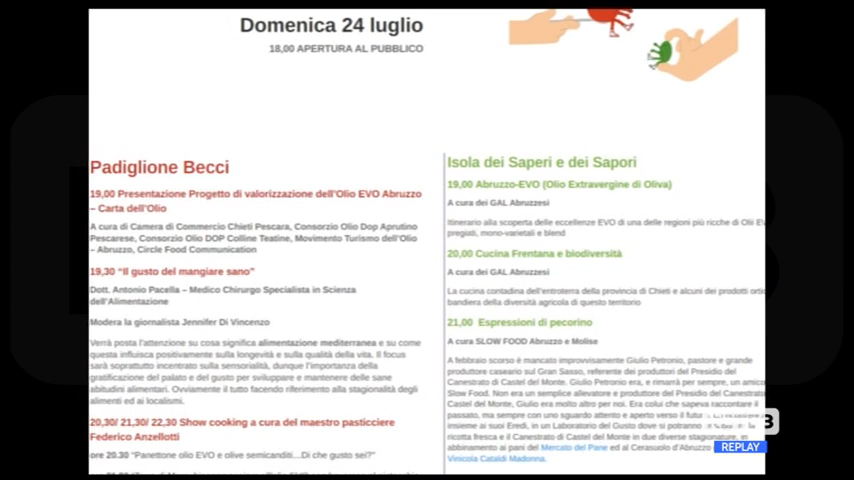 Domenica 24 luglio
18,00 APERTURA AL PUBBLICO
Padiglione Becci
19,00 Presentazione Progetto di valorizzazione dell'Olio EVO Abruzzo
– Carta dell'Olio
A cura di Camera di Commercio Chieti Pescara, Consorzio Olio Dop Aprutino
Pescarese, Consorzio Olio DOP Colline Teatine, Movimento Turismo dell'Olio
– Abruzzo, Circle Food Communication
19,30 “Il gusto del mangiare sano”
Dott. Antonio Pacella – Medico Chirurgo Specialista in Scienza
dell'Alimentazione
Modera la giornalista Jennifer Di Vincenzo
Verrà posta l'attenzione su cosa significa alimentazione mediterranea e su come
questa influisca positivamente sulla longevità e sulla qualità della vita. Il focus
sarà soprattutto incentrato sulla sensorialità, dunque l'importanza della
gratificazione del palato e del gusto per sviluppare e mantenere delle sane
abitudini alimentari. Ovviamente il tutto facendo riferimento alla stagionalità degli
alimenti ed ai localismi.
20,30/ 21,30/ 22,30 Show cooking a cura del maestro pasticciere
Federico Anzellotti
ore 20.30 “Panettone olio EVO e olive semicanditi…Di che gusto sei?”
Isola dei Saperi e dei Sapori
19,00 Abruzzo-EVO (Olio Extravergine di Oliva)
A cura dei GAL Abruzzesi
Itinerario alla scoperta delle eccellenze EVO di una delle regioni più ricche di Olii
pregiati, mono-varietali e blend
20,00 Cucina Frentana e biodiversità
A cura dei GAL Abruzzesi
La cucina contadina dell'entroterra della provincia di Chieti e alcuni dei prodotti
bandiera della diversità agricola di questo territorio
21,00 Espressioni di pecorino
A cura SLOW FOOD Abruzzo e Molise
A febbraio scorso è mancato improvvisamente Giulio Petronio, pastore e grande
produttore caseario sul Gran Sasso, referente dei produttori del Presidio del
Canestrato di Castel del Monte. Giulio Petronio era, e rimarrà per sempre, un
Slow Food. Non era un semplice allevatore e produttore del Presidio del
Castel del Monte, Giulio era molto altro per noi. Era colui che sapeva raccontare il
passato, ma sempre con uno sguardo attento e aperto verso il
insieme ai suoi Eredi, in un Laboratorio del Gusto dove si potranno
ricotta fresca e il Canestrato di Castel del Monte in due diverse stagionature, in
abbinamento ai pani del Mercato del Pane ed al Cerasuolo d'Abruzzo
Vinicola Cataldi Madonna.
3
REPLAY